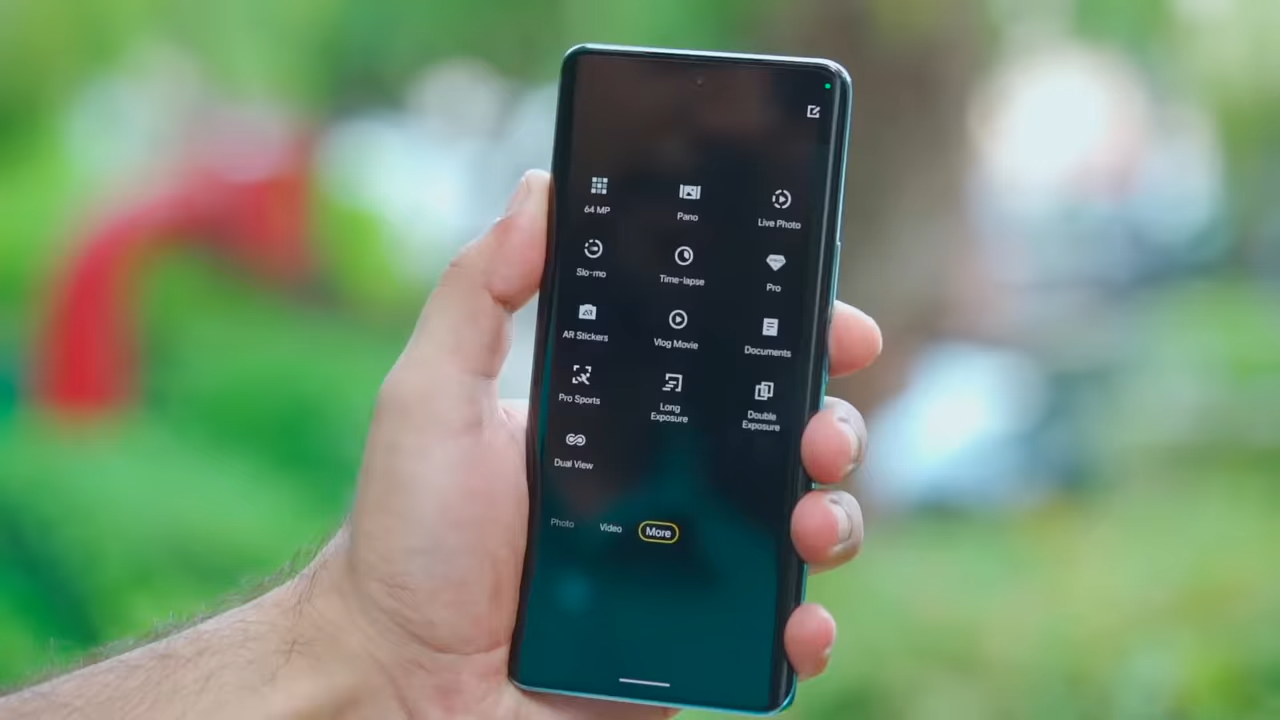 64 MP
Pano
Live Photo
Slo-mo
Time-lapse
Pro
AR Stickers
Vlog Movie
Documents
Pro Sports
Long
Exposure
Double
Exposure
Dual View
Photo
Video
More